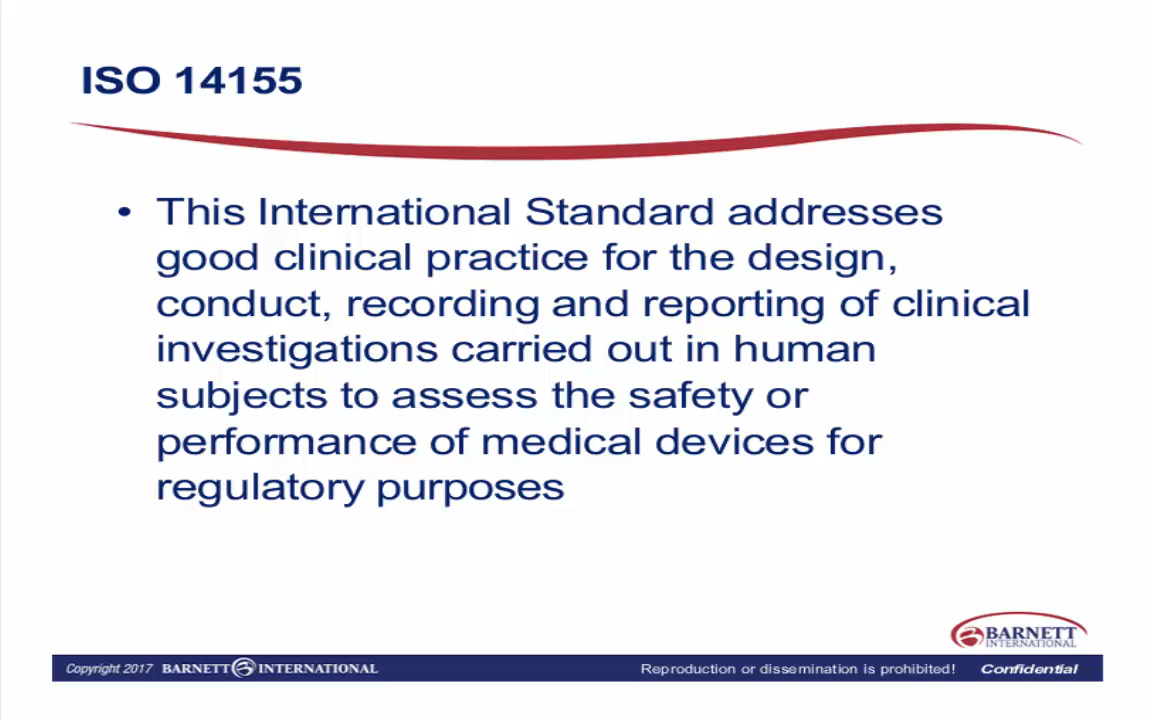 ISO 14155
• This International Standard addresses
good clinical practice for the design,
conduct, recording and reporting of clinical
investigations carried out in human
subjects to assess the safety or
performance of medical devices for
regulatory purposes
BARNETT
INTERNATIONAL
Copyright 2017 BARNETT INTERNATIONAL Reproduction or dissemination is prohibited! Confidential